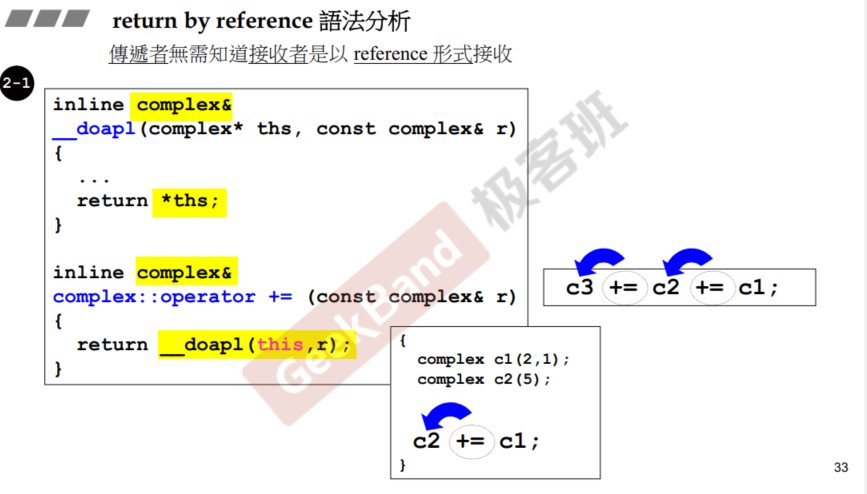 return by reference 語法分析
傳遞者無需知道接收者是以 reference 形式接收
2-1
inline complex&
__doapl(complex* ths, const complex& r)
{
...
return *ths;
}
inline complex&
complex::operator += (const complex& r)
{
return __doapl(this,r);
}
c3 += c2 += c1;
{
complex c1(2,1);
complex c2(5);
c2 += c1;
}
GeekBand 极客班
33